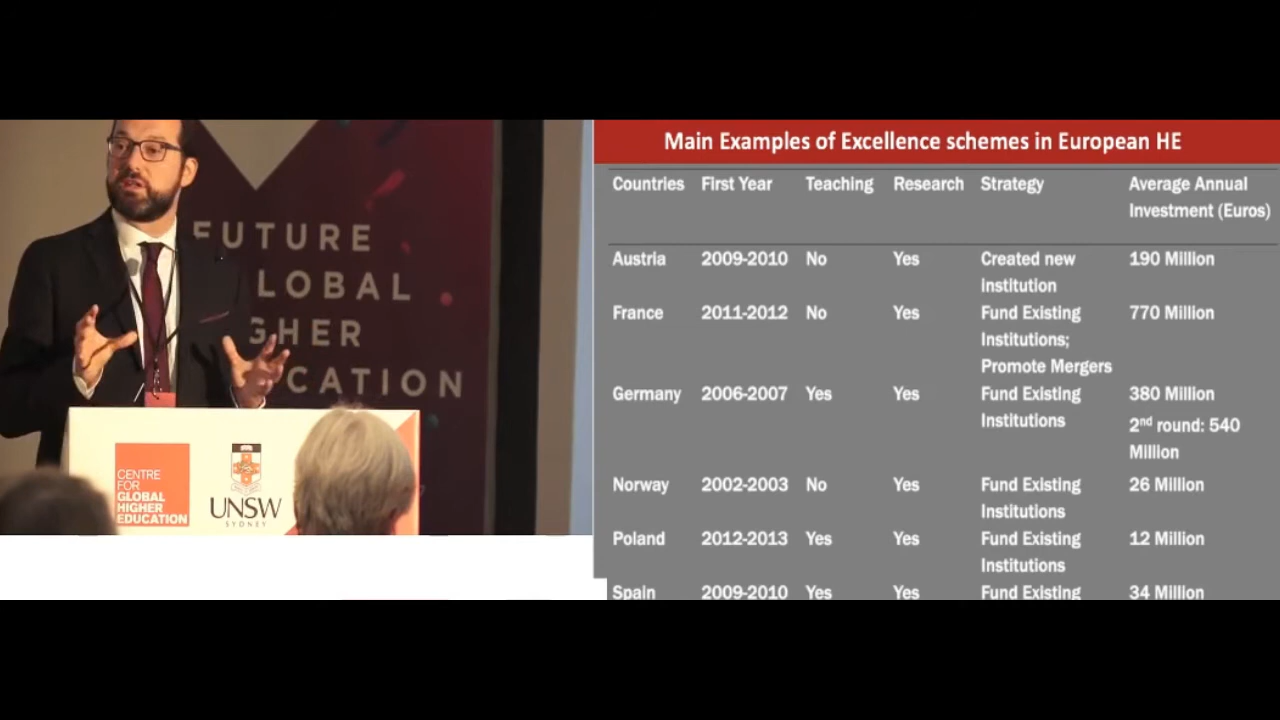 FUTURE
LOBAL
GHER
CATION
CENTRE
FOR
GLOBAL
HIGHER
EDUCATION
UNSW
SYDNEY
Main Examples of Excellence schemes in European HE
Countries First Year Teaching Research Strategy Average Annual
Investment (Euros)
Austria 2009-2010 No Yes Created new 190 Million
institution
France 2011-2012 No Yes Fund Existing 770 Million
Institutions;
Promote Mergers
Germany 2006-2007 Yes Yes Fund Existing 380 Million
Institutions 2nd round: 540
Million
Norway 2002-2003 No Yes Fund Existing 26 Million
Institutions
Poland 2012-2013 Yes Yes Fund Existing 12 Million
Institutions
Spain 2009-2010 Yes Yes Fund Existing 34 Million